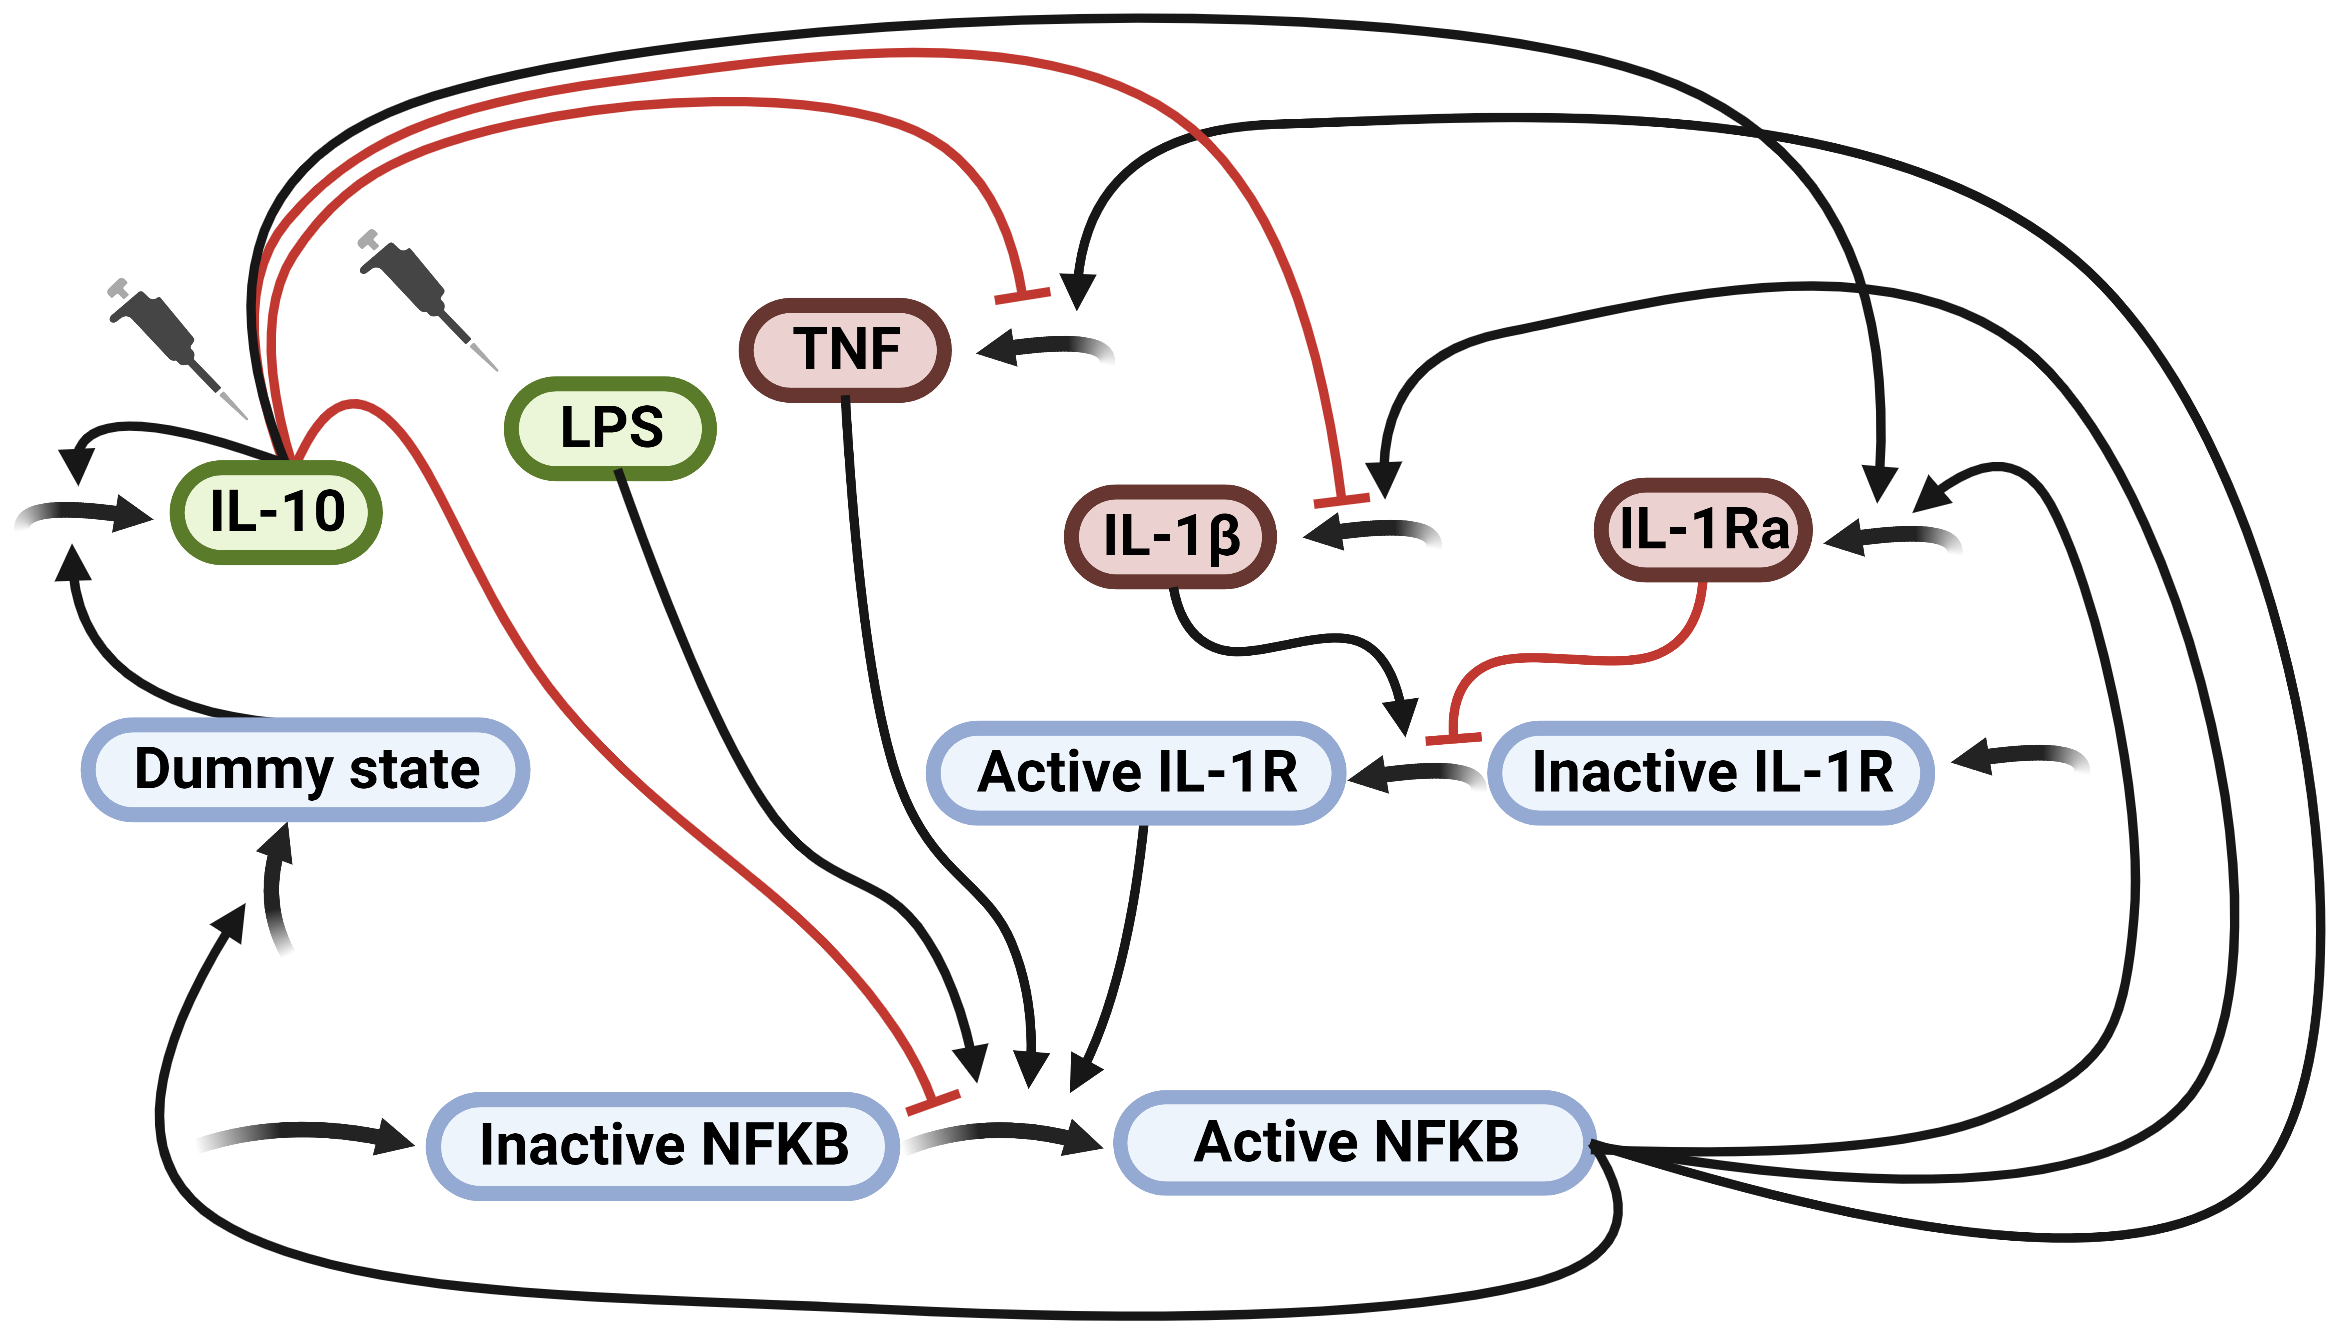 TNF
LPS
IL-10
IL-1β
IL-1Ra
Dummy state
Active IL-1R
Inactive IL-1R
Inactive NFKB
Active NFKB